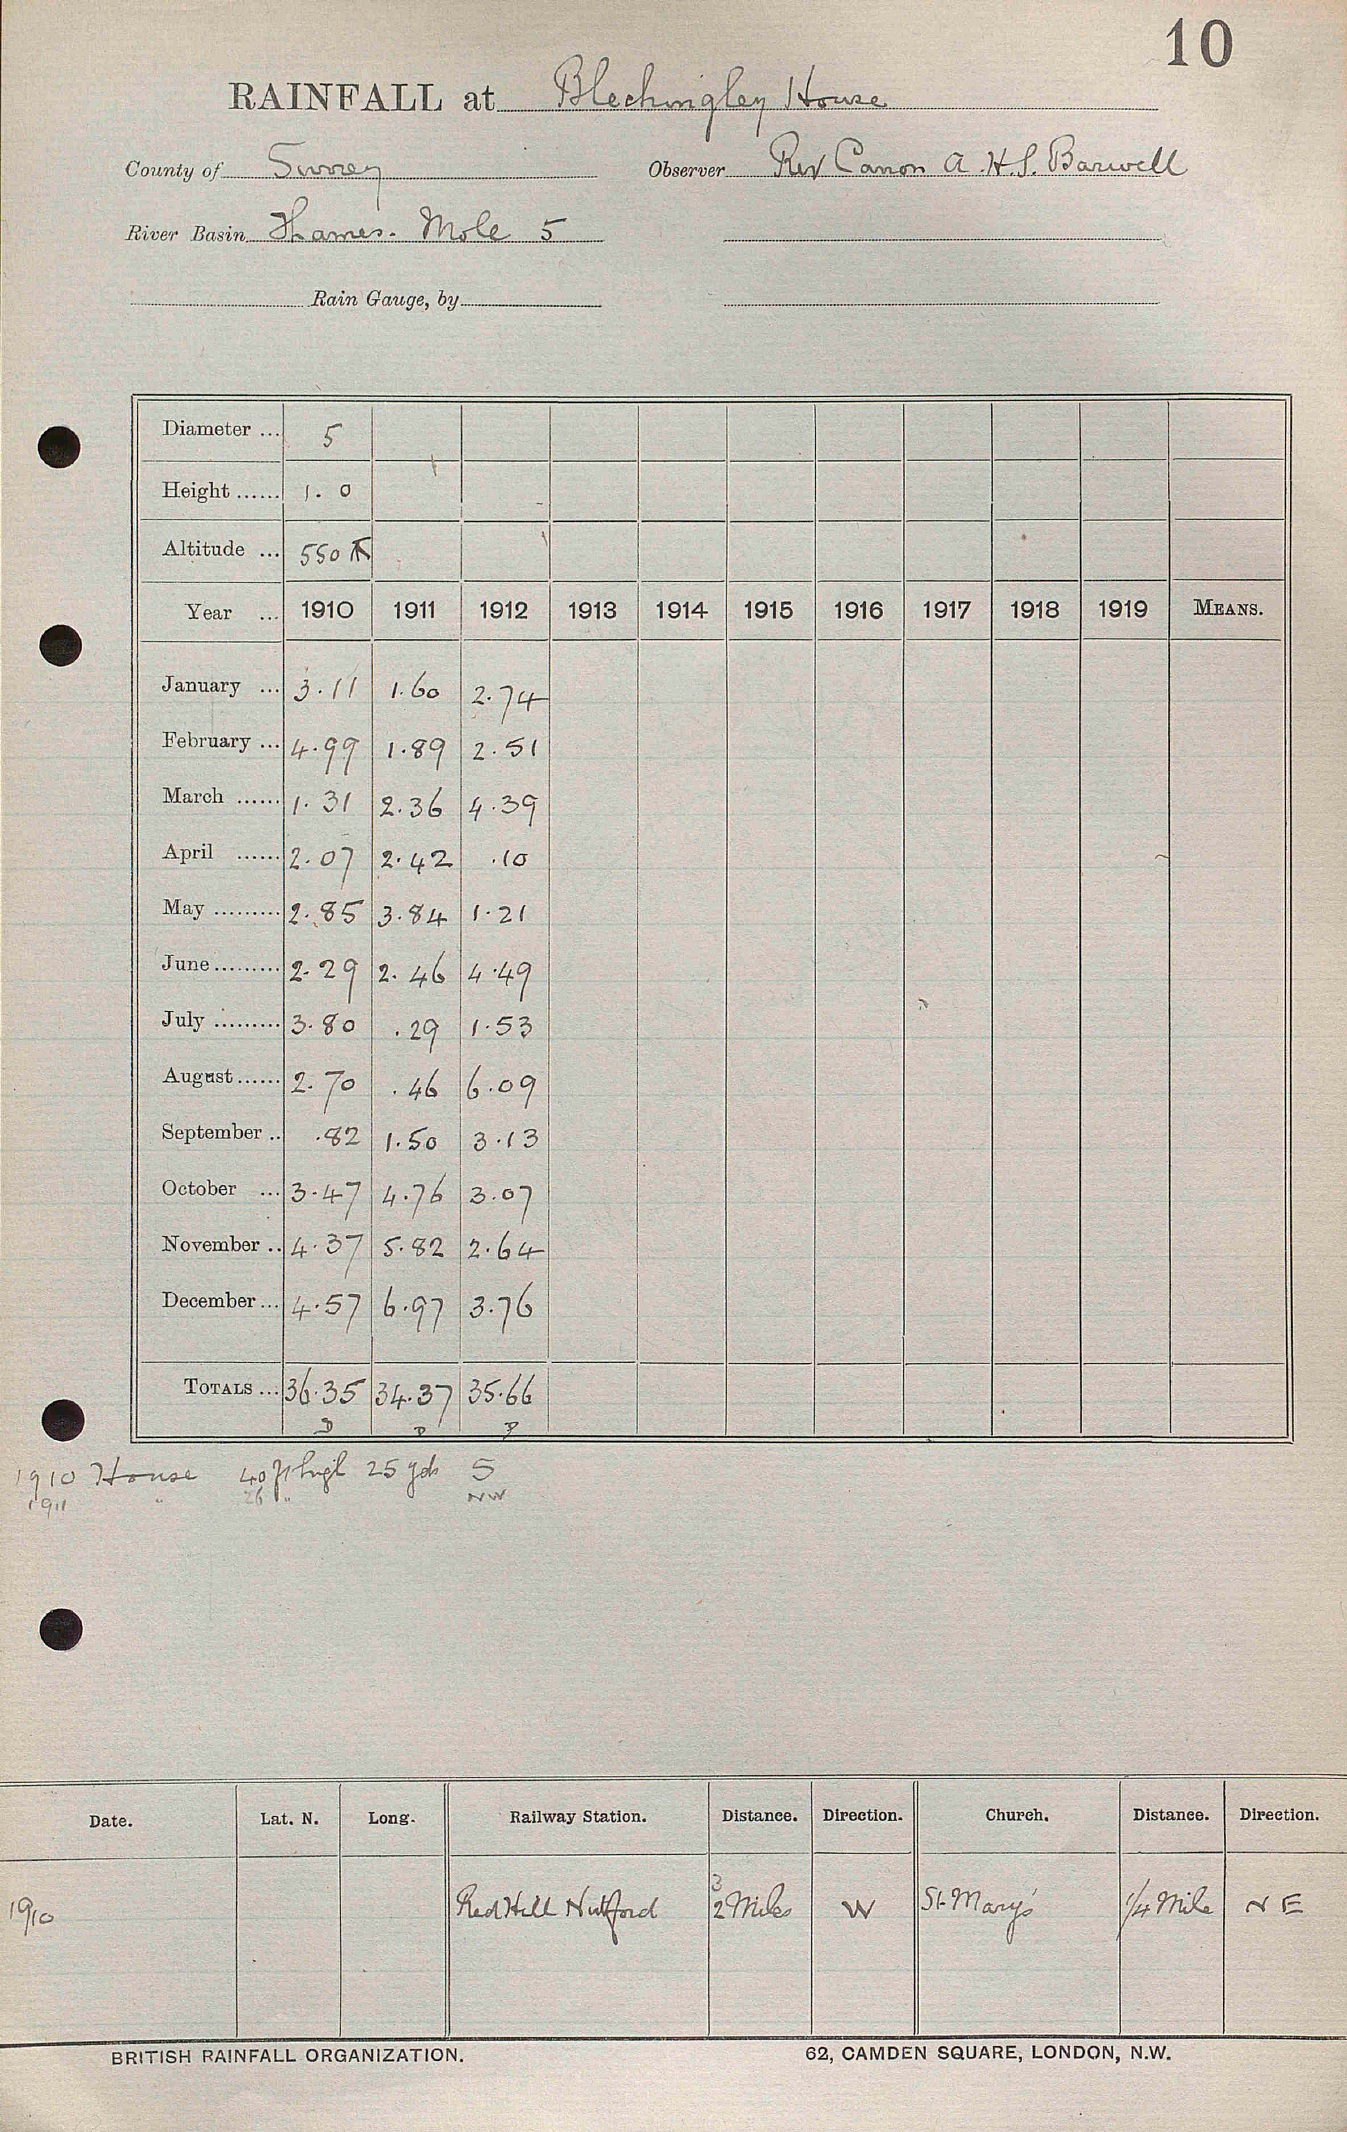 10
RAINFALL at Blechingley House
County of Surrey Observer Rev Canon A. H. S. Barwell
River Basin Thames. Mole 5
Rain Gauge, by
Diameter ... 5
Height ...... 1. 0
Altitude ... 550
Year ... 1910 1911 1912 1913 1914 1915 1916 1917 1918 1919 MEANS.
January ... 3.11 1.60 2.74
February ... 4.99 1.89 2.51
March ...... 1.31 2.36 4.39
April ...... 2.07 2.42 .10
May ......... 2.85 3.84 1.21
June ......... 2.29 2.46 4.49
July ......... 3.80 .29 1.53
August ...... 2.70 .46 6.09
September .. .82 1.50 3.13
October ... 3.47 4.76 3.07
November .. 4.37 5.82 2.64
December ... 4.57 6.97 3.76
TOTALS ... 36.35 34.37 35.66
1910 House 40 ft high 25 yds S
1911 " 26 " NW
Date. Lat. N. Long. Railway Station. Distance. Direction. Church. Distance. Direction.
3
1910 Red Hill Nutford 2 Miles W St. Mary's 1/4 Mile N E
BRITISH RAINFALL ORGANIZATION. 62, CAMDEN SQUARE, LONDON, N.W.